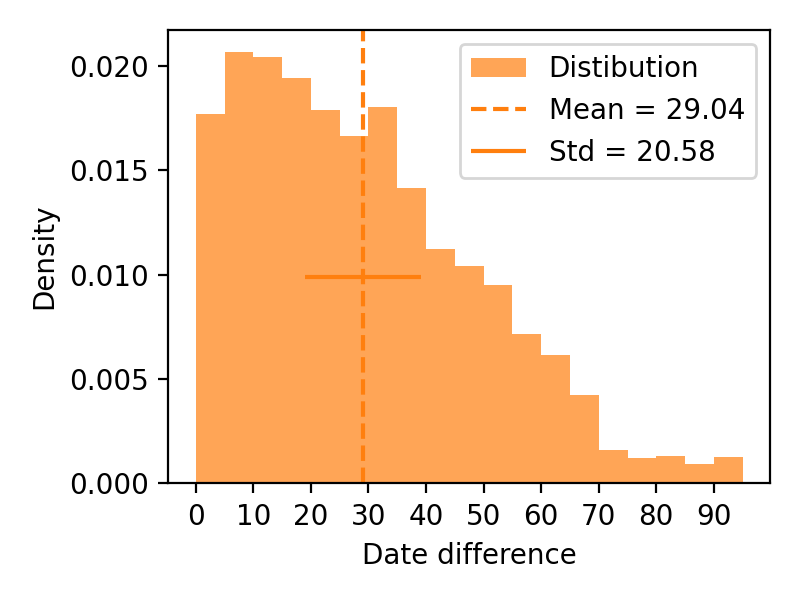 Distibution
Mean = 29.04
Std = 20.58
0.020
0.015
0.010
0.005
0.000
Density
0 10 20 30 40 50 60 70 80 90
Date difference